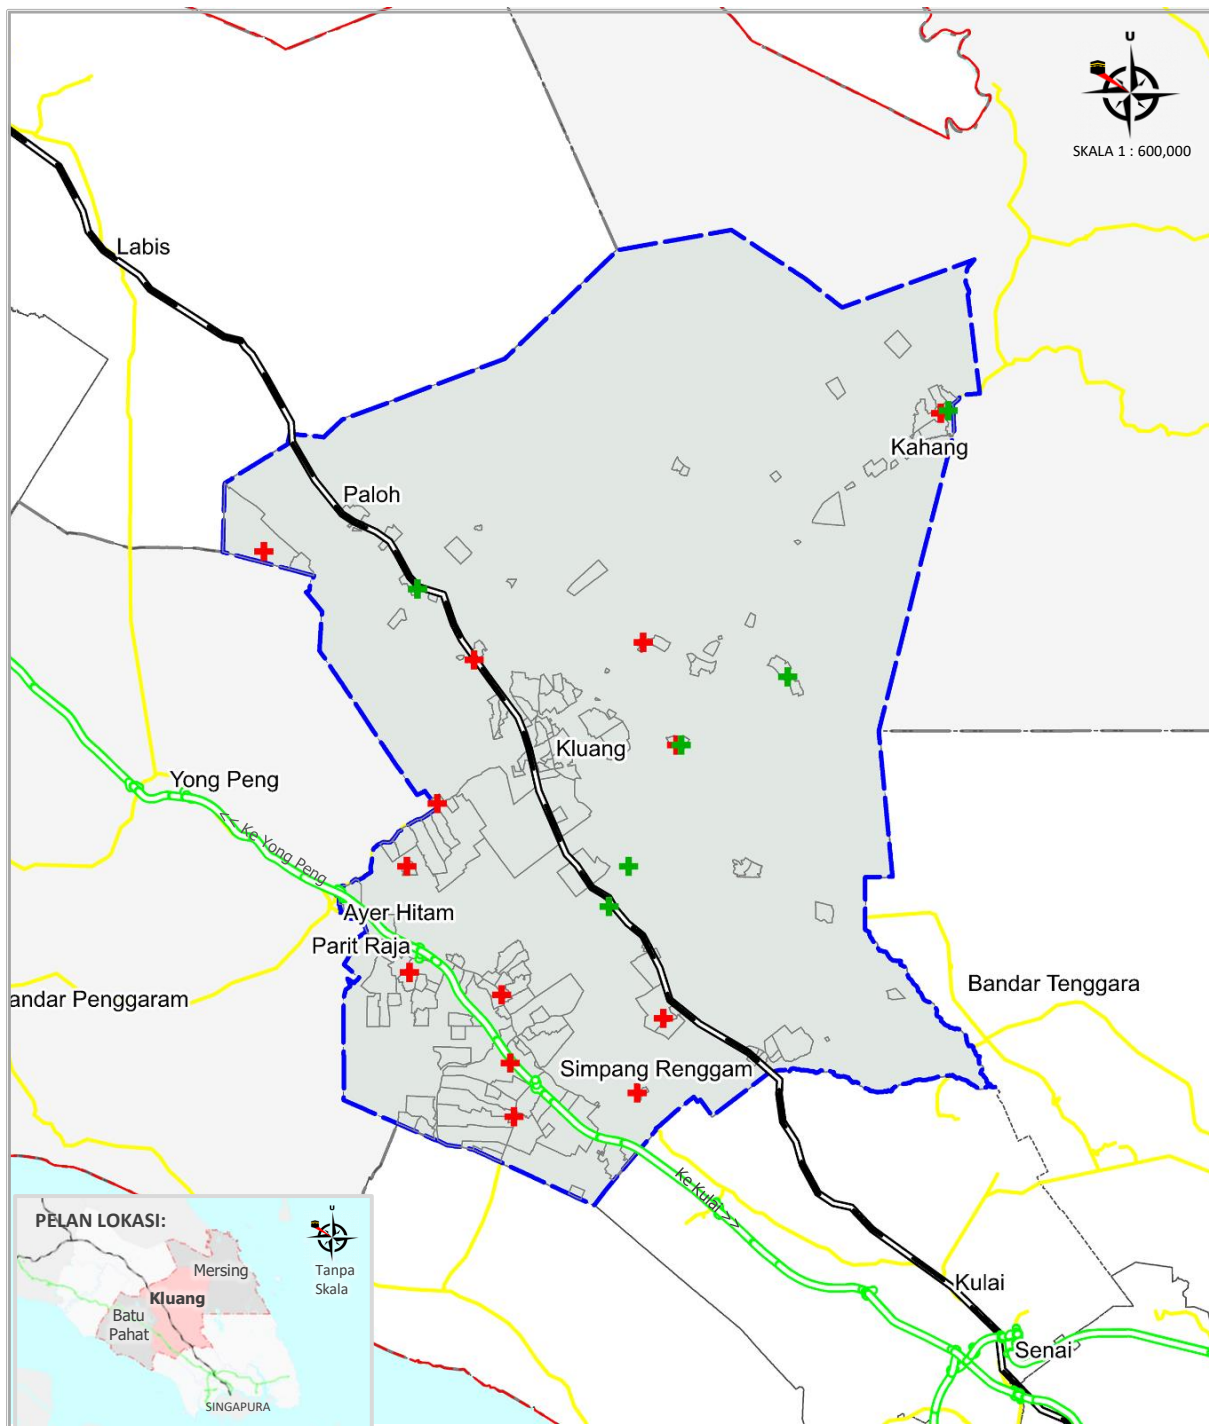 U
SKALA 1 : 600,000
Labis
Kahang
Paloh
Kluang
Yong Peng
<< Ke Yong Peng
Ayer Hitam
Parit Raja
andar Penggaram
Bandar Tenggara
Simpang Renggam
Ke Kulai >>
Kulai
Senai
PELAN LOKASI:
U
Tanpa
Skala
Mersing
Kluang
Batu
Pahat
SINGAPURA